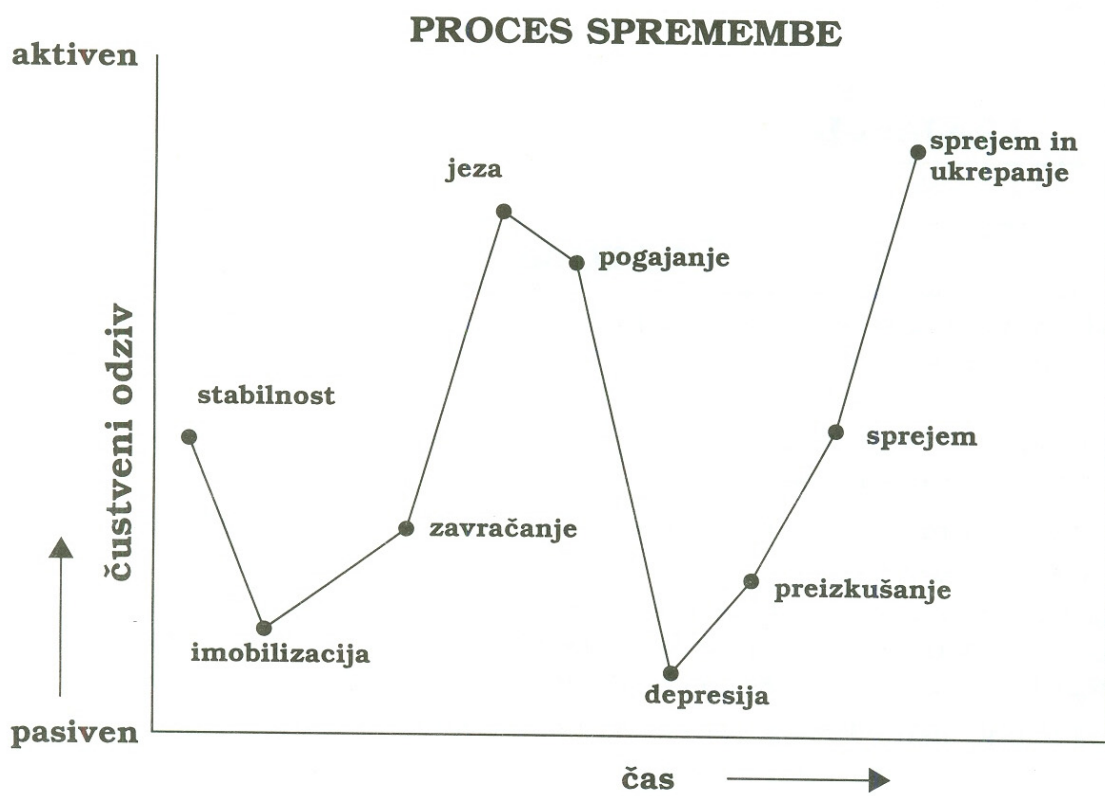 PROCES SPREMEMBE
aktiven
sprejem in
ukrepanje
jeza
pogajanje
čustveni odziv
stabilnost
sprejem
zavračanje
preizkušanje
imobilizacija
depresija
pasiven
čas